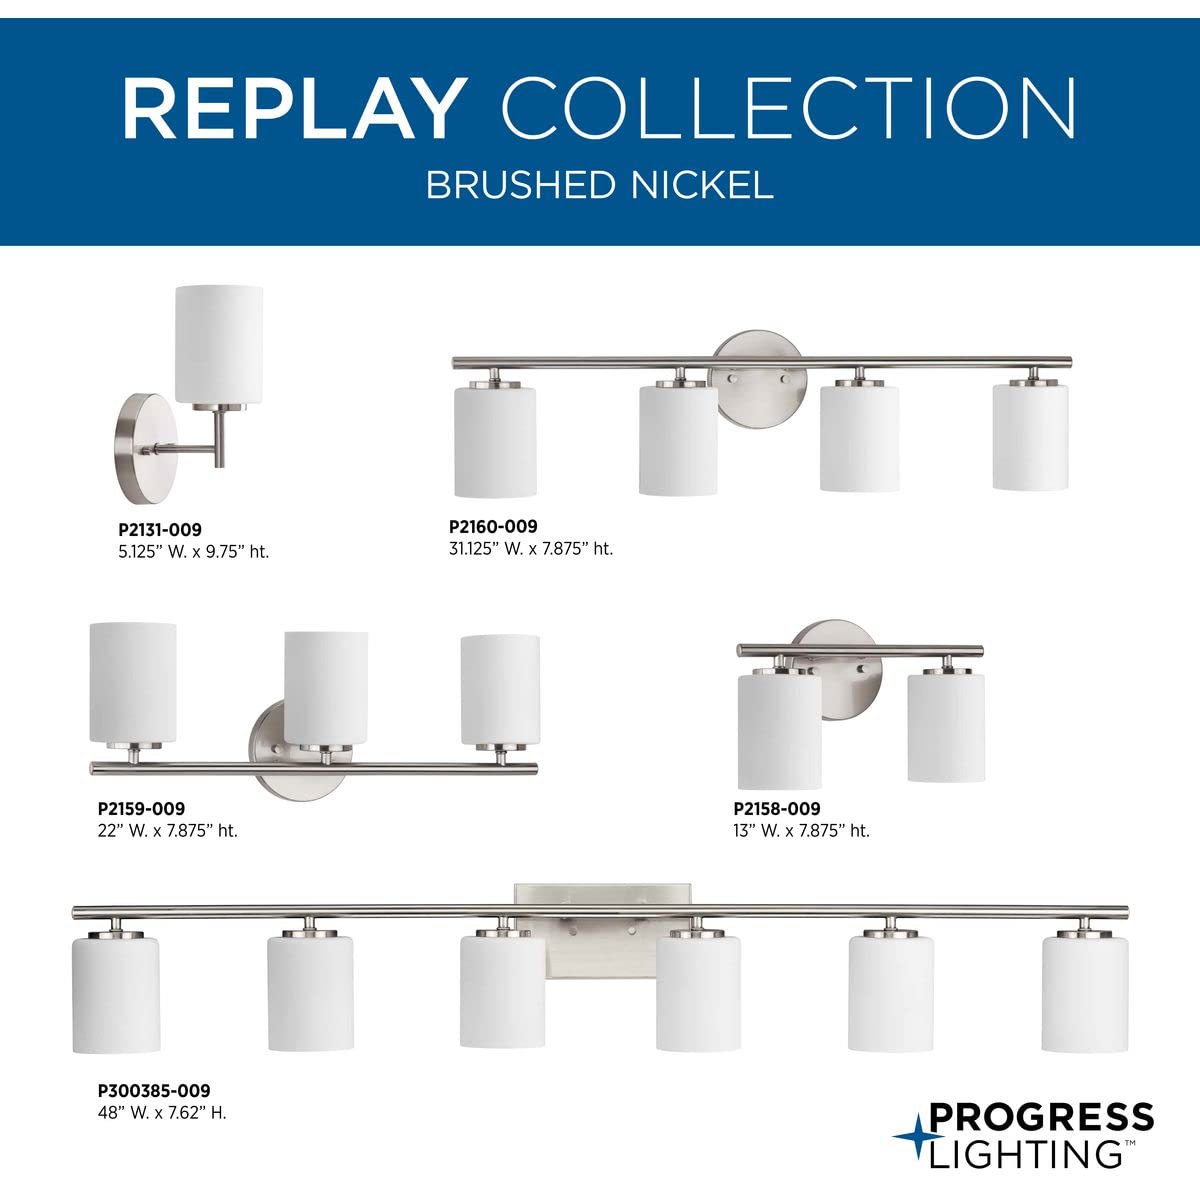 REPLAY COLLECTION
BRUSHED NICKEL
P2131-009
5.125” W. x 9.75” ht.
P2160-009
31.125” W. x 7.875” ht.
P2159-009
22” W. x 7.875” ht.
P2158-009
13” W. x 7.875” ht.
P300385-009
48” W. x 7.62” H.
PROGRESS
LIGHTING™